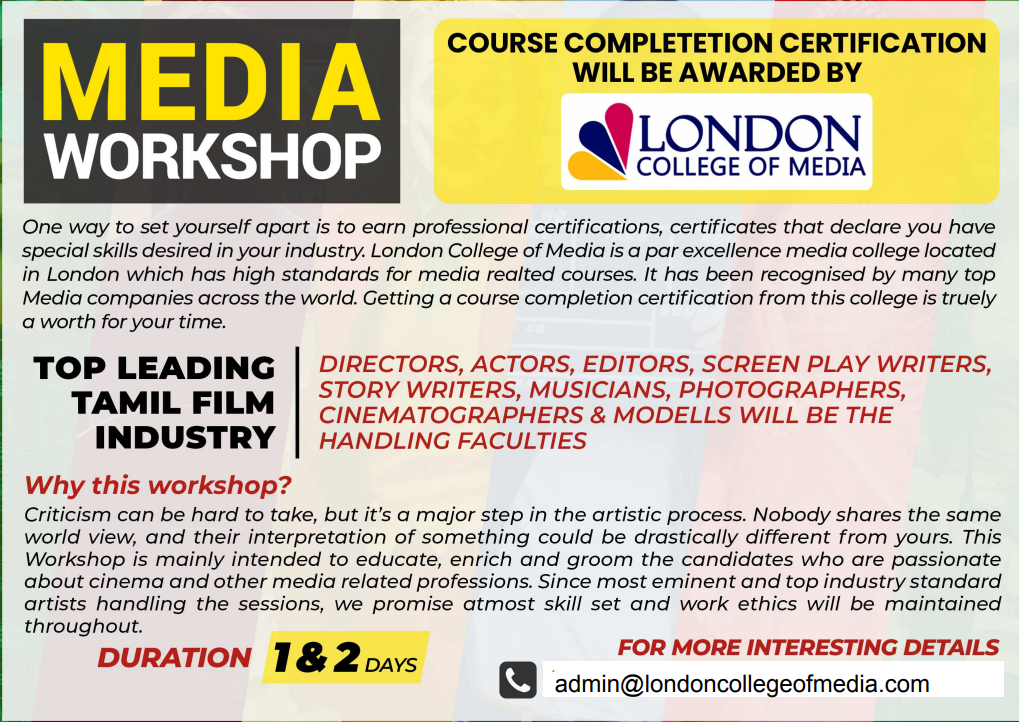 MEDIA
WORKSHOP
COURSE COMPLETETION CERTIFICATION
WILL BE AWARDED BY
LONDON
COLLEGE OF MEDIA
One way to set yourself apart is to earn professional certifications, certificates that declare you have
special skills desired in your industry. London College of Media is a par excellence media college located
in London which has high standards for media realted courses. It has been recognised by many top
Media companies across the world. Getting a course completion certification from this college is truely
a worth for your time.
TOP LEADING
TAMIL FILM
INDUSTRY
DIRECTORS, ACTORS, EDITORS, SCREEN PLAY WRITERS,
STORY WRITERS, MUSICIANS, PHOTOGRAPHERS,
CINEMATOGRAPHERS & MODELLS WILL BE THE
HANDLING FACULTIES
Why this workshop?
Criticism can be hard to take, but it's a major step in the artistic process. Nobody shares the same
world view, and their interpretation of something could be drastically different from yours. This
Workshop is mainly intended to educate, enrich and groom the candidates who are passionate
about cinema and other media related professions. Since most eminent and top industry standard
artists handling the sessions, we promise atmost skill set and work ethics will be maintained
throughout.
DURATION 1 & 2 DAYS
FOR MORE INTERESTING DETAILS
admin@londoncollegeofmedia.com